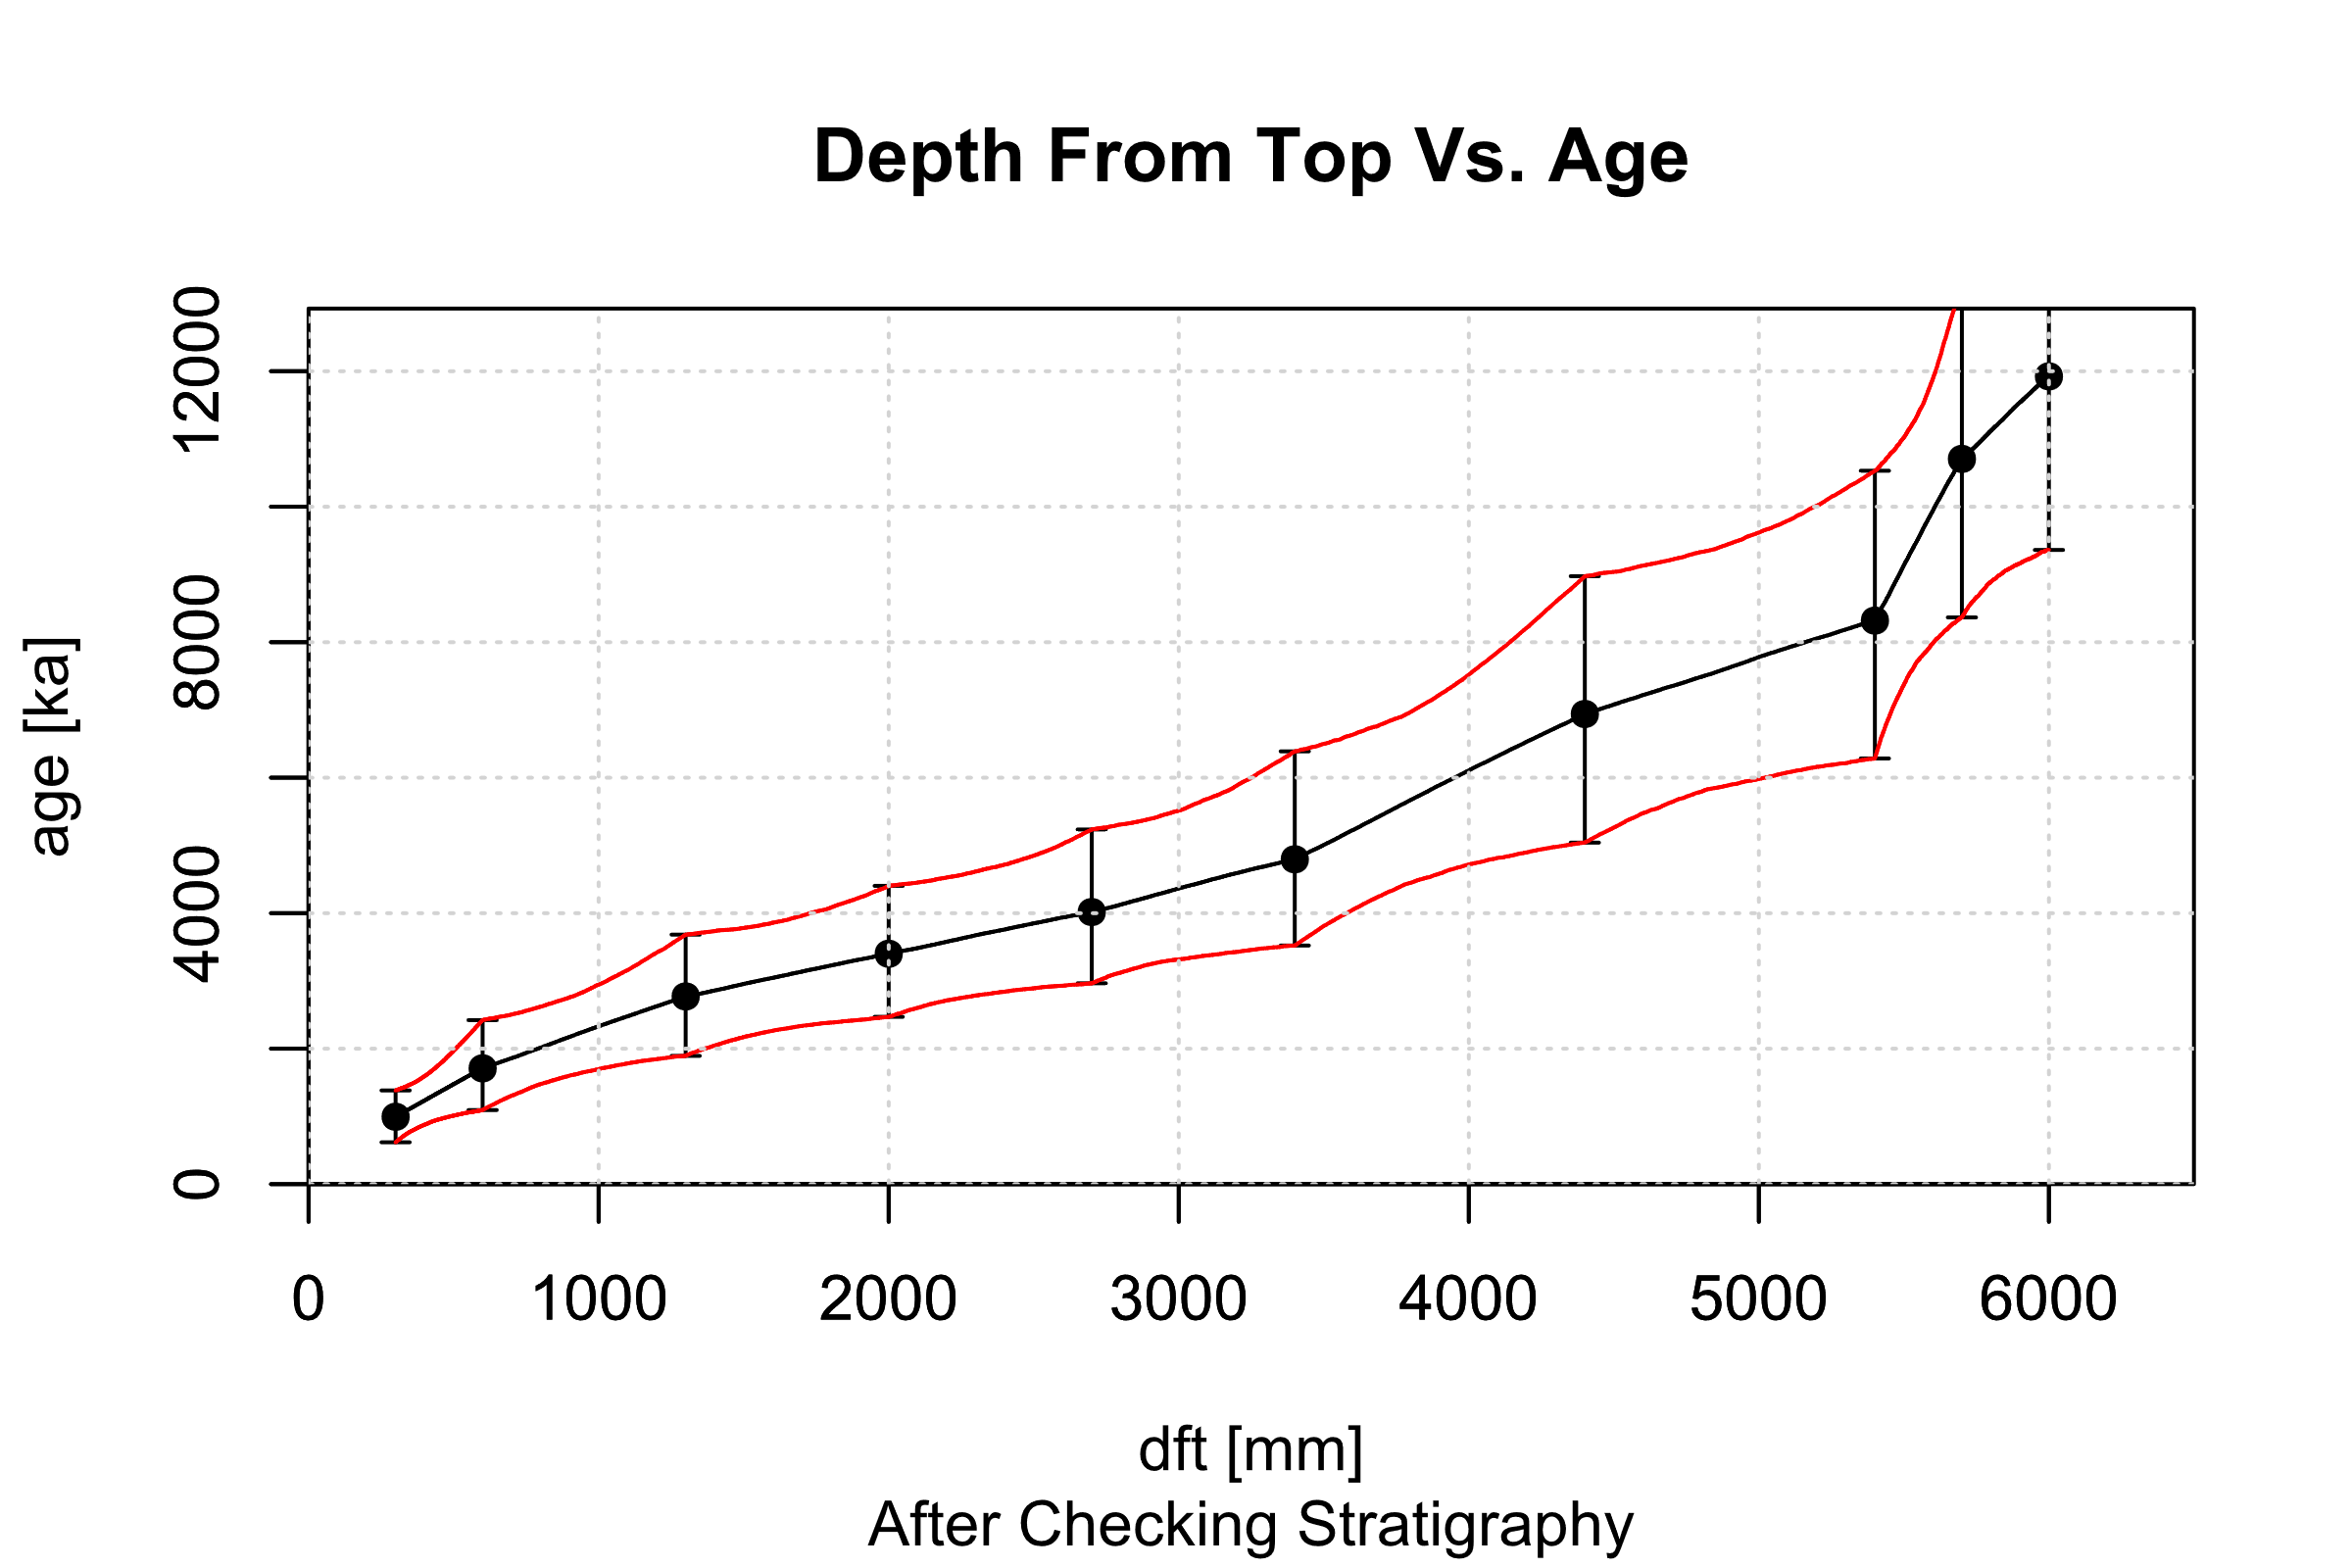 Depth From Top Vs. Age
age [ka]
12000
8000
4000
0
0 1000 2000 3000 4000 5000 6000
dft [mm]
After Checking Stratigraphy